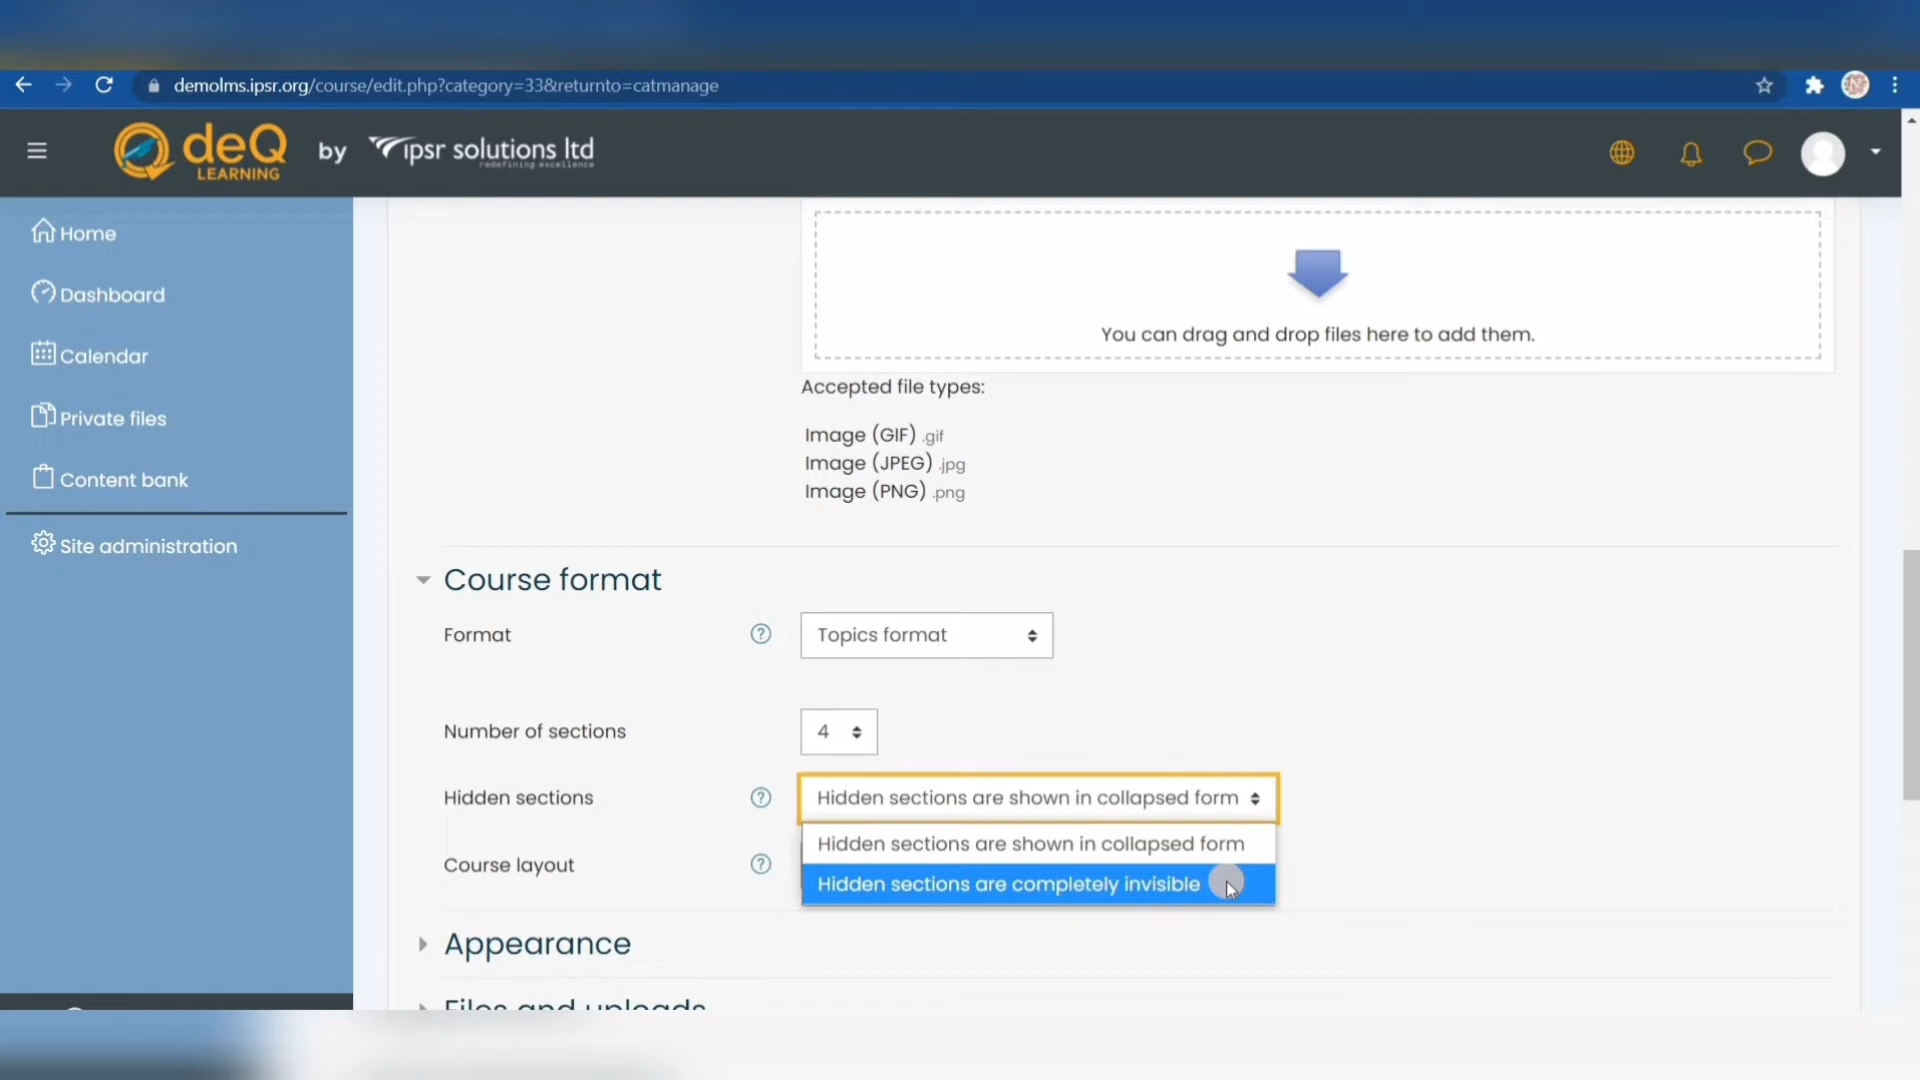 demolms.ipsr.org/course/edit.php?category=33&returnto=catmanage
deQ LEARNING by ipsr solutions ltd
redefining excellence
Home
Dashboard
Calendar
Private files
Content bank
Site administration
You can drag and drop files here to add them.
Accepted file types:
Image (GIF) .gif
Image (JPEG) .jpg
Image (PNG) .png
Course format
Format ? Topics format
Number of sections 4
Hidden sections ? Hidden sections are shown in collapsed form
Hidden sections are shown in collapsed form
Course layout ?
Hidden sections are completely invisible
Appearance
Files and uploads